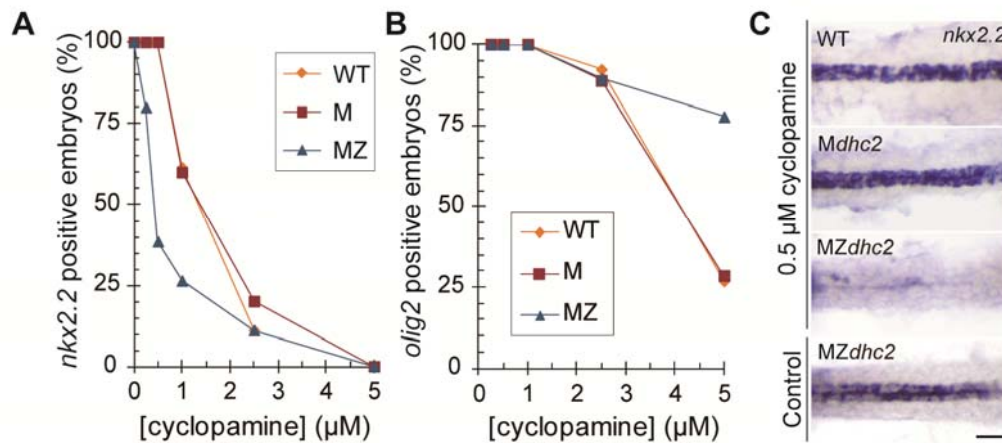 A
nkx2.2 positive embryos (%)
100
75
50
25
0
0 1 2 3 4 5
[cyclopamine] (µM)
WT
M
MZ
B
olig2 positive embryos (%)
100
75
50
25
0
0 1 2 3 4 5
[cyclopamine] (µM)
WT
M
MZ
C
0.5 µM cyclopamine
Control
WT nkx2.2
Mdhc2
MZdhc2
MZdhc2